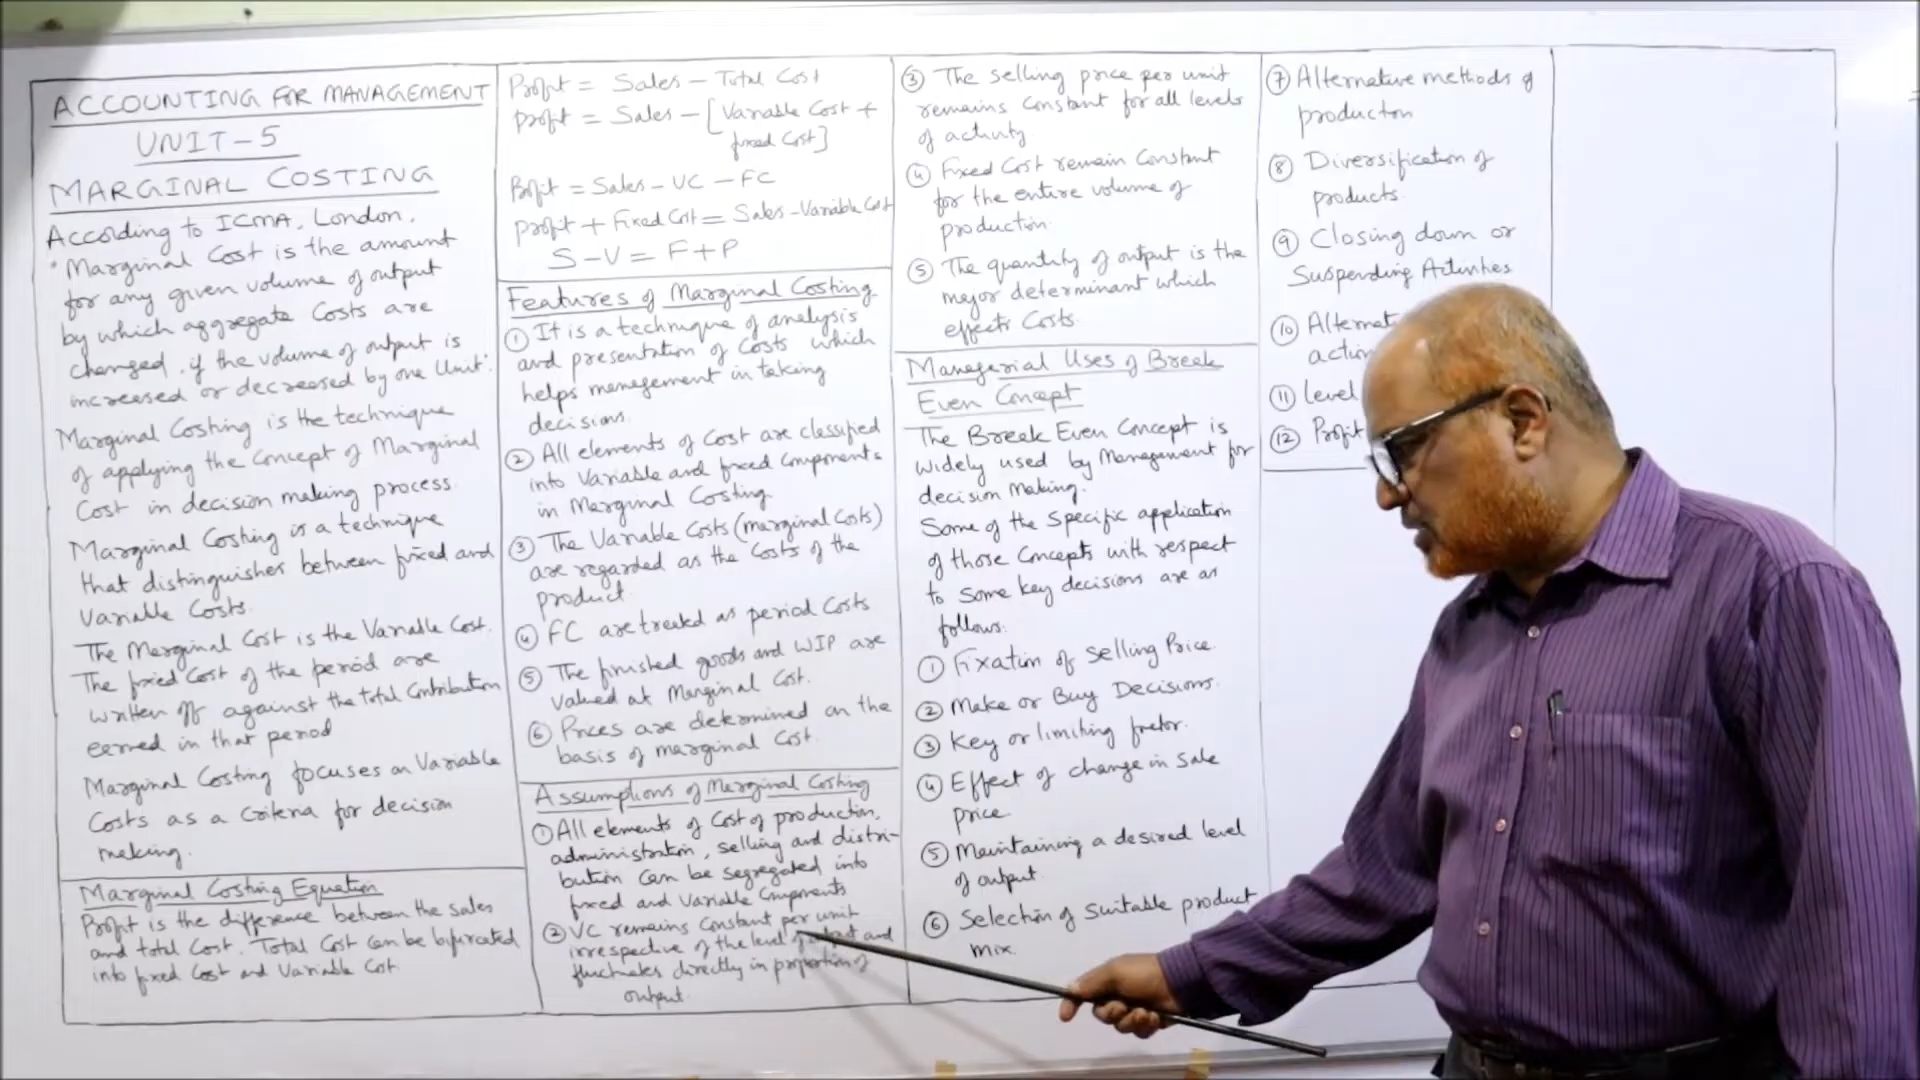 ACCOUNTING FOR MANAGEMENT
UNIT-5
MARGINAL COSTING
According to ICMA, London,
"Marginal Cost is the amount
for any given volume of output
by which aggregate Costs are
changed, if the volume of output is
increased or decreased by one Unit".
Marginal Costing is the technique
of applying the Concept of Marginal
Cost in decision making process.
Marginal Costing is a technique
that distinguishes between fixed and
Variable Costs.
The Marginal Cost is the Variable Cost.
The fixed Cost of the period are
written off against the total Contribution
earned in that period
Marginal Costing focuses on Variable
Costs as a Criteria for decision
making.
Marginal Costing Equation
Profit is the difference between the Sales
and total Cost. Total Cost can be bifurcated
into fixed Cost and Variable Cost.
Profit = Sales - Total Cost
Profit = Sales - [Variable Cost +
fixed Cost]
Profit = Sales - VC - FC
Profit + Fixed Cost = Sales - Variable Cost
S-V = F+P
Features of Marginal Costing
① It is a technique of analysis
and presentation of Costs which
helps management in taking
decisions.
② All elements of Cost are classified
into Variable and fixed Components
in Marginal Costing.
③ The Variable Costs (marginal Costs)
are regarded as the Costs of the
product.
④ FC are treated as period Costs
⑤ The finished goods and WIP are
valued at Marginal Cost.
⑥ Prices are determined on the
basis of marginal Cost.
Assumptions of Marginal Costing
① All elements of Cost of production,
administration, selling and distri-
bution can be segregated into
fixed and Variable Components
② VC remains Constant per unit
irrespective of the level of output and
fluctuates directly in proportion of
output.
③ The selling price per unit
remains Constant for all levels
of activity
④ Fixed Cost remain Constant
for the entire volume of
production.
⑤ The quantity of output is the
major determinant which
effects Costs.
Managerial Uses of Break
Even Concept
The Break Even Concept is
widely used by Management for
decision Making.
Some of the specific application
of those Concepts with respect
to Some key decisions are as
follows:
① Fixation of Selling Price.
② Make or Buy Decisions.
③ Key or limiting factor.
④ Effect of change in Sale
price.
⑤ Maintaining a desired level
of output.
⑥ Selection of Suitable product
mix.
⑦ Alternative methods of
production
⑧ Diversification of
products.
⑨ Closing down or
Suspending Activities
⑩
⑪ level
⑫ Profit